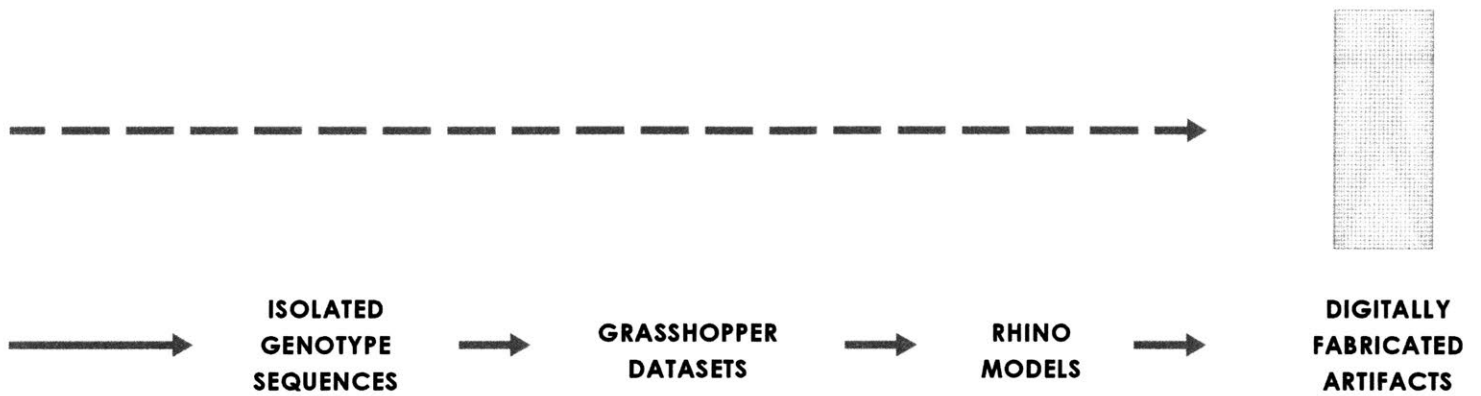 ISOLATED
GENOTYPE
SEQUENCES
GRASSHOPPER
DATASETS
RHINO
MODELS
DIGITALLY
FABRICATED
ARTIFACTS